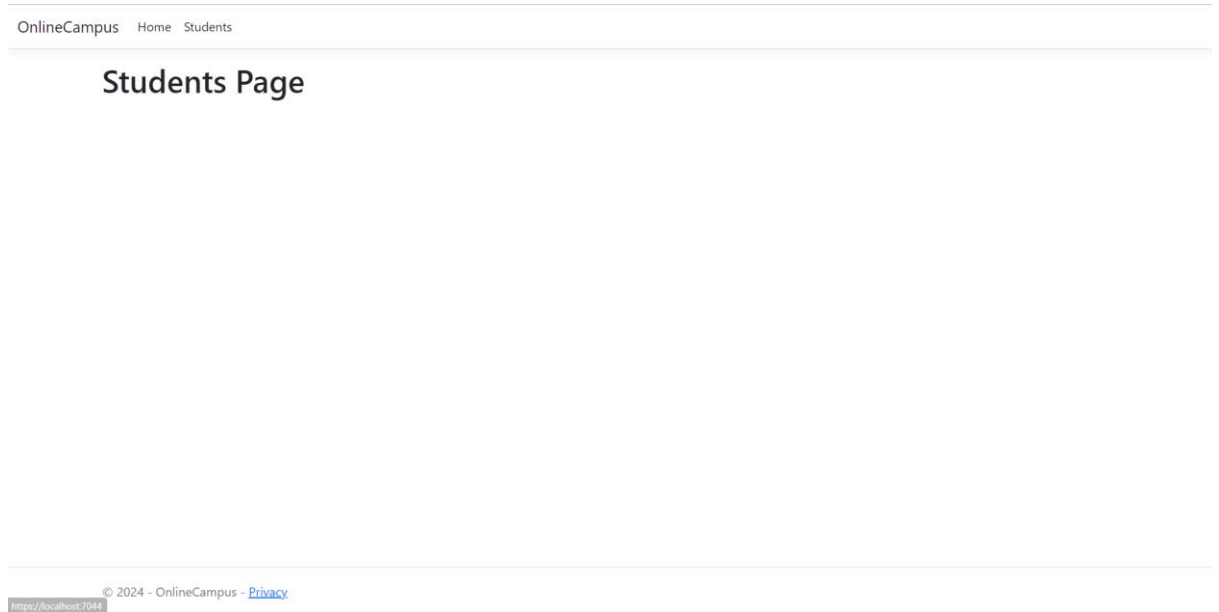 OnlineCampus Home Students
Students Page
© 2024 - OnlineCampus - Privacy
https://localhost:7044